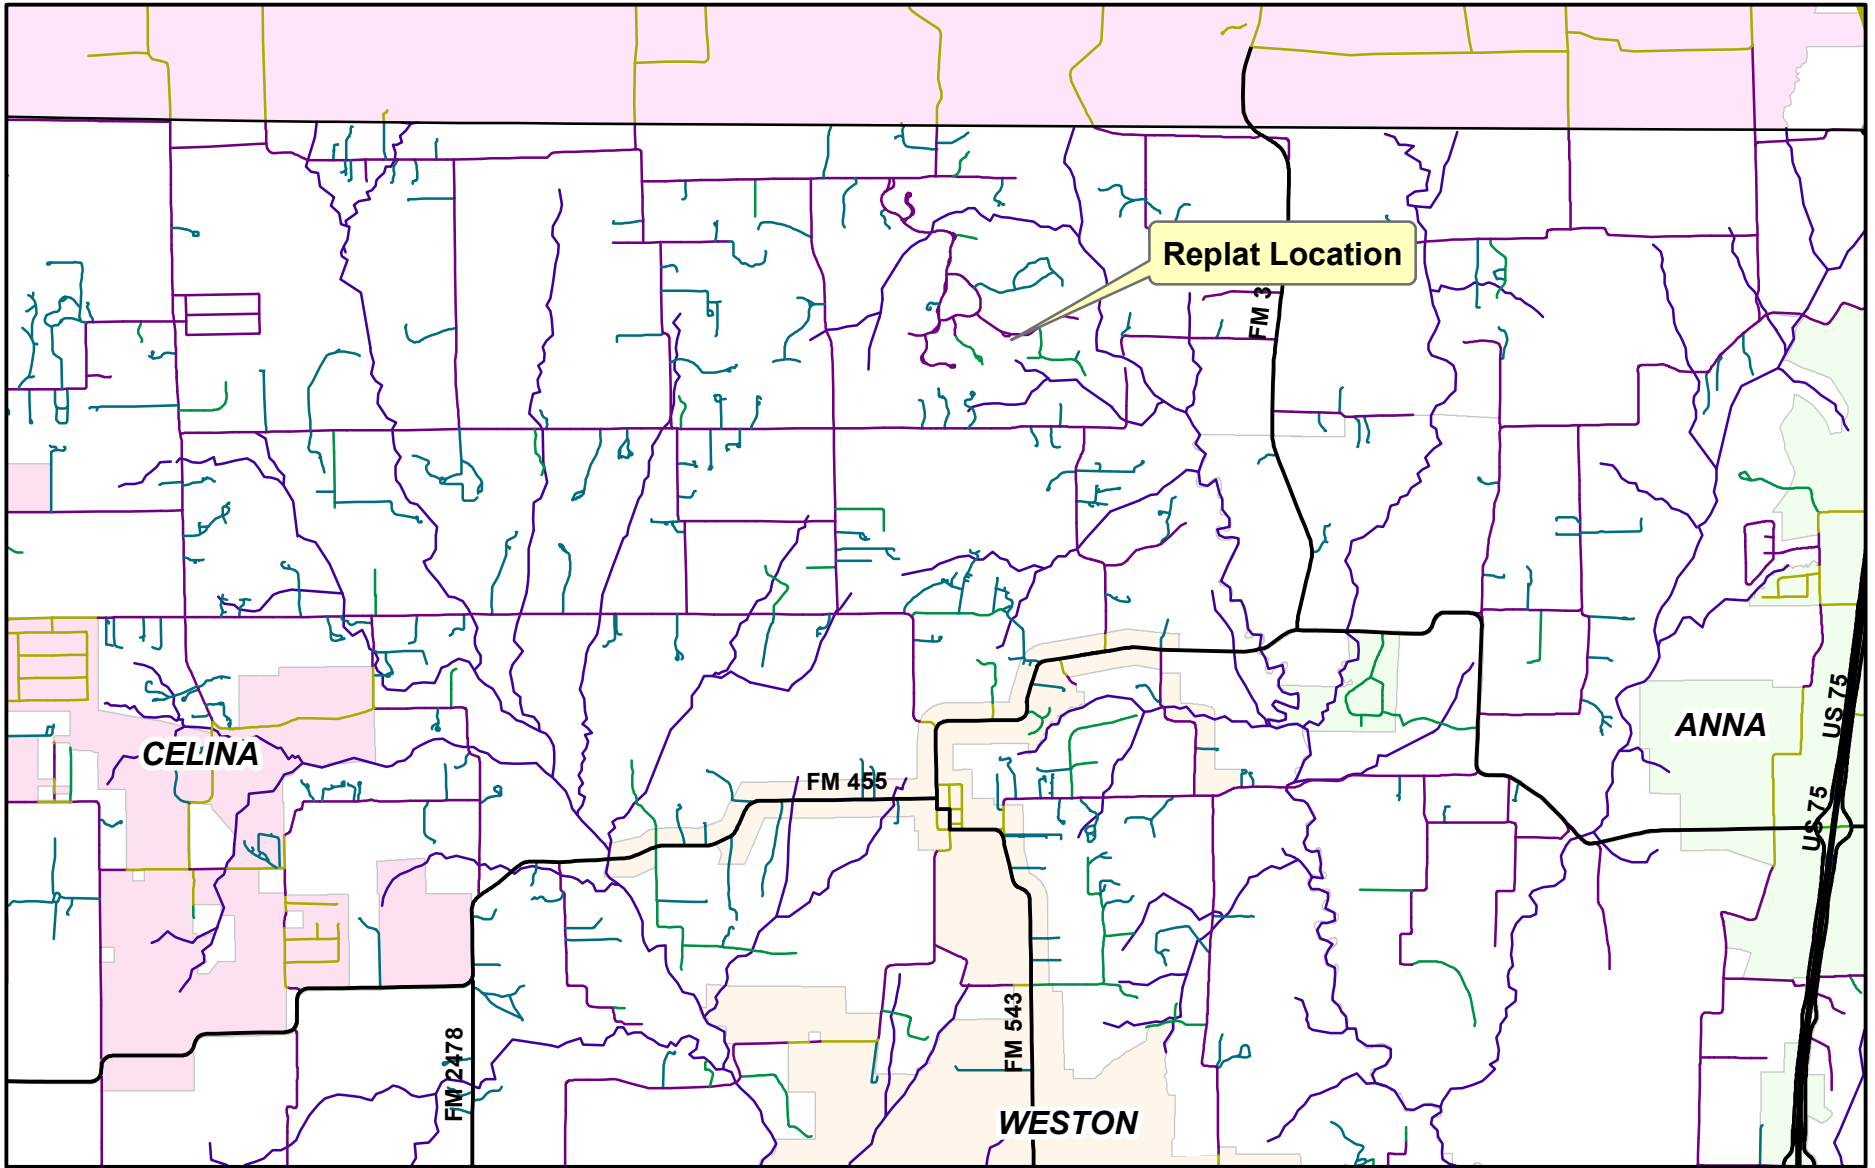 Replat Location
FM 3
CELINA
ANNA
US 75
FM 455
US 75
FM 543
FM 2478
WESTON